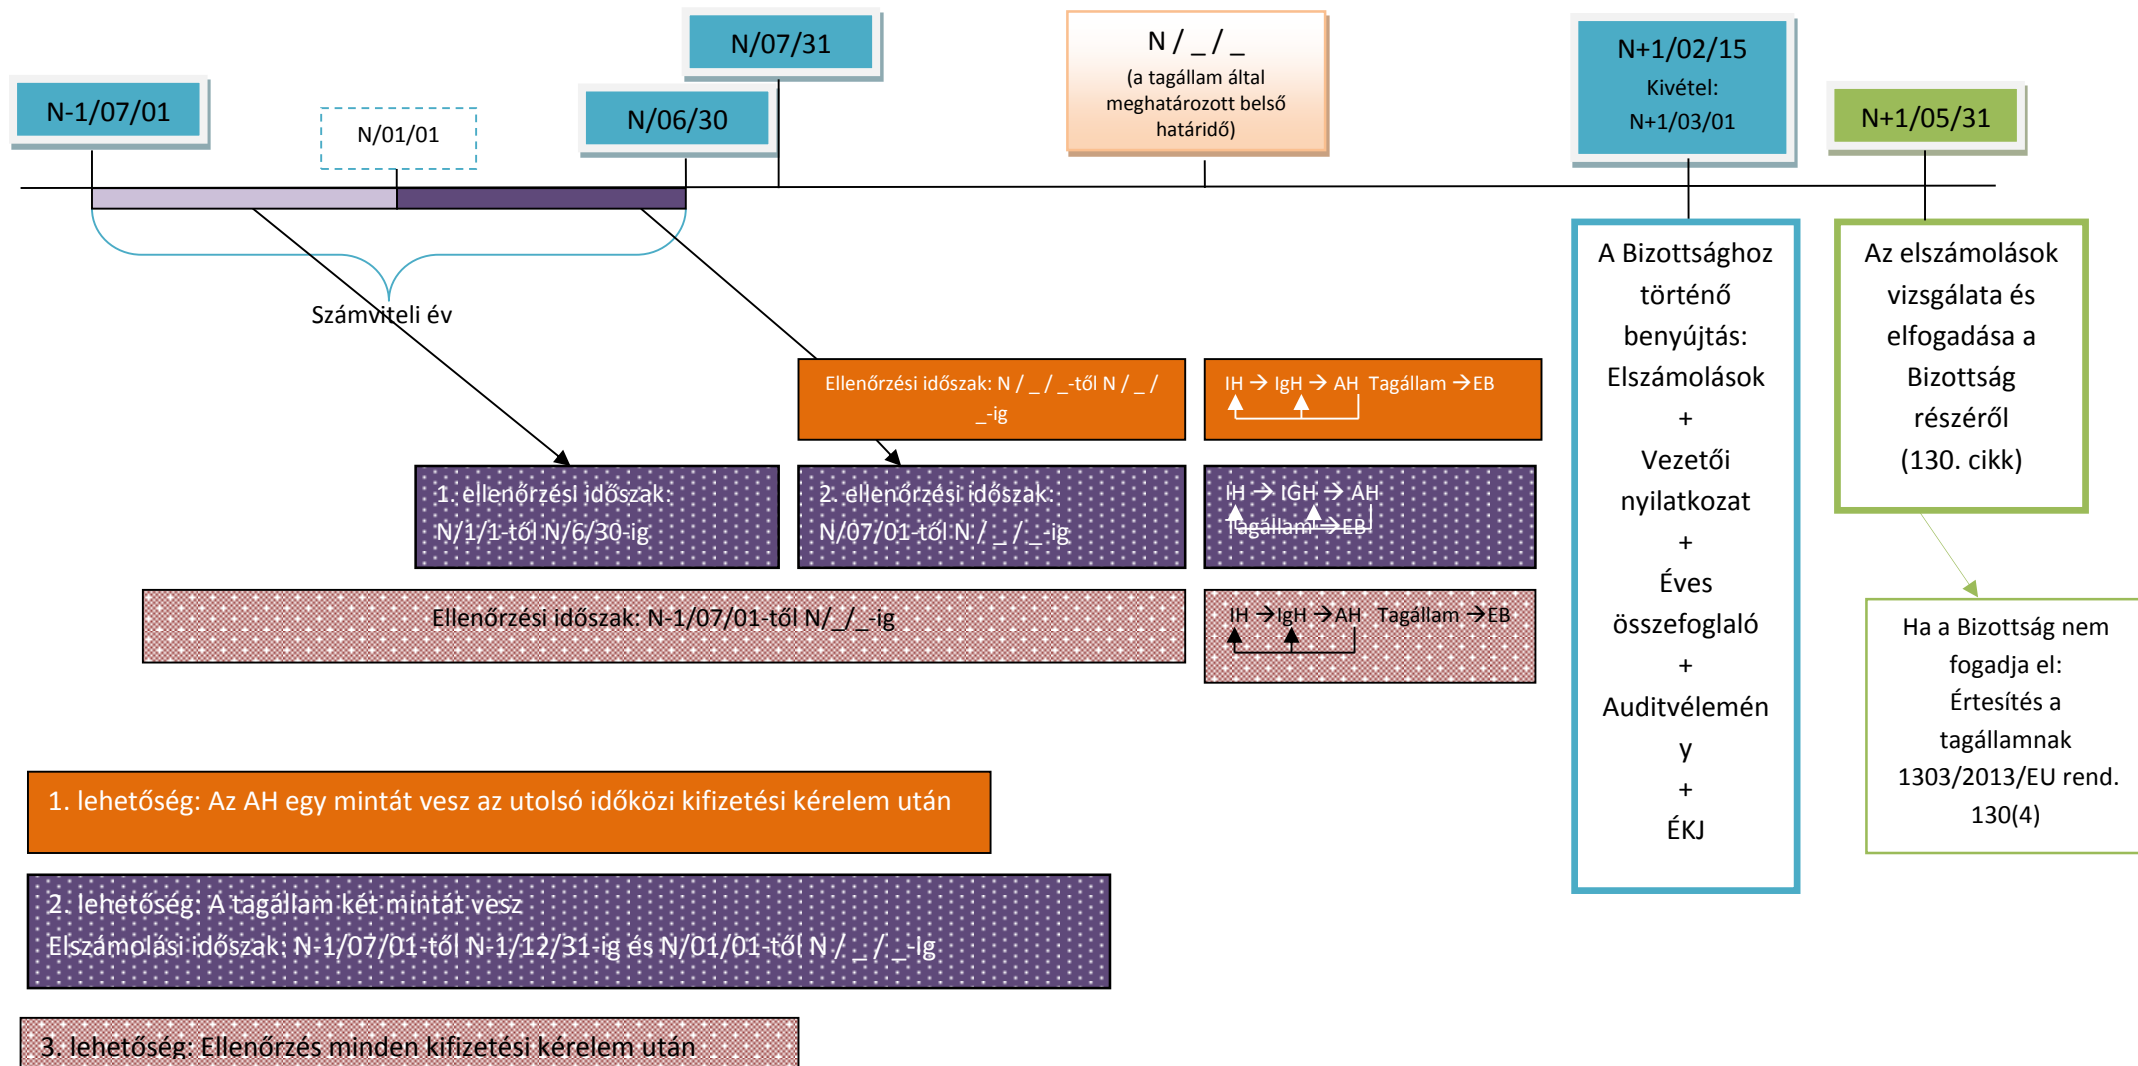 N-1/07/01
N/01/01
N/06/30
N/07/31
N / _ / _
(a tagállam által
meghatározott belső
határidő)
N+1/02/15
Kivétel:
N+1/03/01
N+1/05/31
Számviteli év
A Bizottsághoz
történő
benyújtás:
Elszámolások
+
Vezetői
nyilatkozat
+
Éves
összefoglaló
+
Auditvélemén
y
+
ÉKJ
Az elszámolások
vizsgálata és
elfogadása a
Bizottság
részéről
(130. cikk)
Ha a Bizottság nem
fogadja el:
Értesítés a
tagállamnak
1303/2013/EU rend.
130(4)
Ellenőrzési időszak: N / _ / _-től N / _ /
_-ig
IH → IgH → AH Tagállam →EB
1. ellenőrzési időszak:
N/1/1-től N/6/30-ig
2. ellenőrzési időszak:
N/07/01-től N / _ / _-ig
IH → IGH → AH
Tagállam →EB
Ellenőrzési időszak: N-1/07/01-től N/_/_-ig
IH →IgH →AH Tagállam →EB
1. lehetőség: Az AH egy mintát vesz az utolsó időközi kifizetési kérelem után
2. lehetőség: A tagállam két mintát vesz
Elszámolási időszak: N-1/07/01-től N-1/12/31-ig és N/01/01-től N / _ / _-ig
3. lehetőség: Ellenőrzés minden kifizetési kérelem után